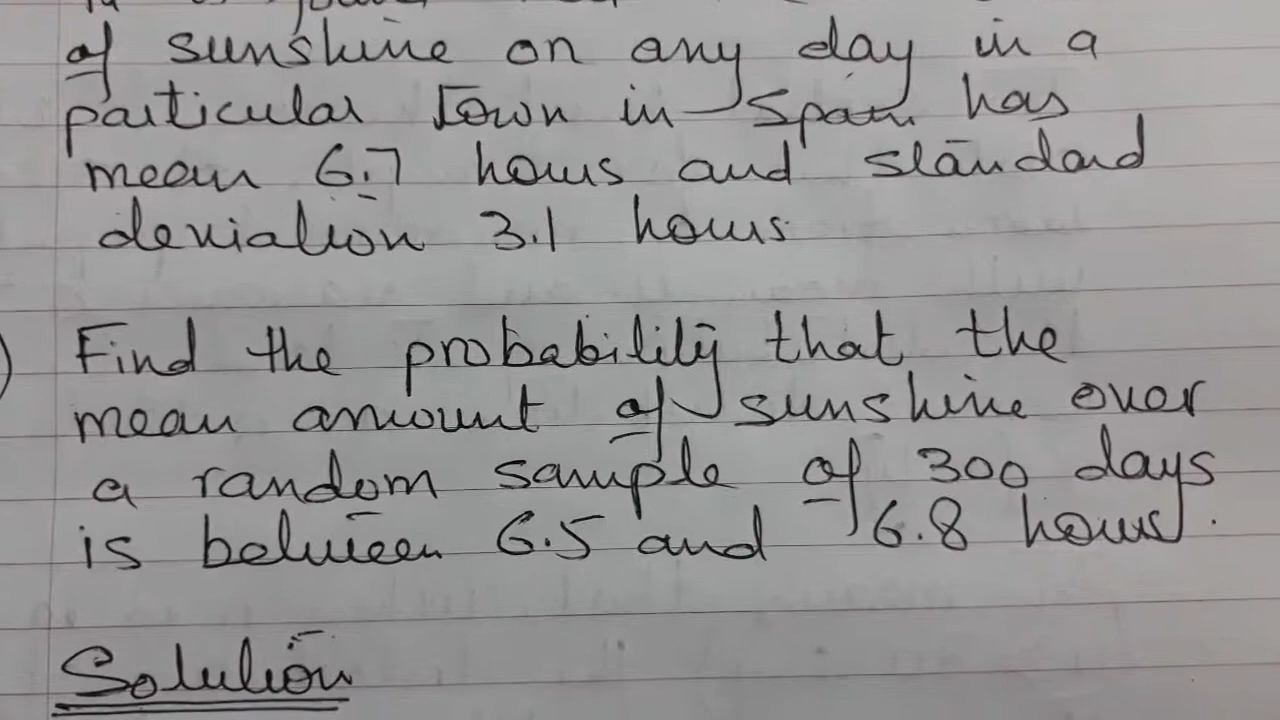 of sunshine on any day in a
particular town in Spain has
mean 6.7 hours and standard
deviation 3.1 hours
) Find the probability that the
mean amount of sunshine over
a random sample of 300 days
is between 6.5 and 6.8 hours.
Solution